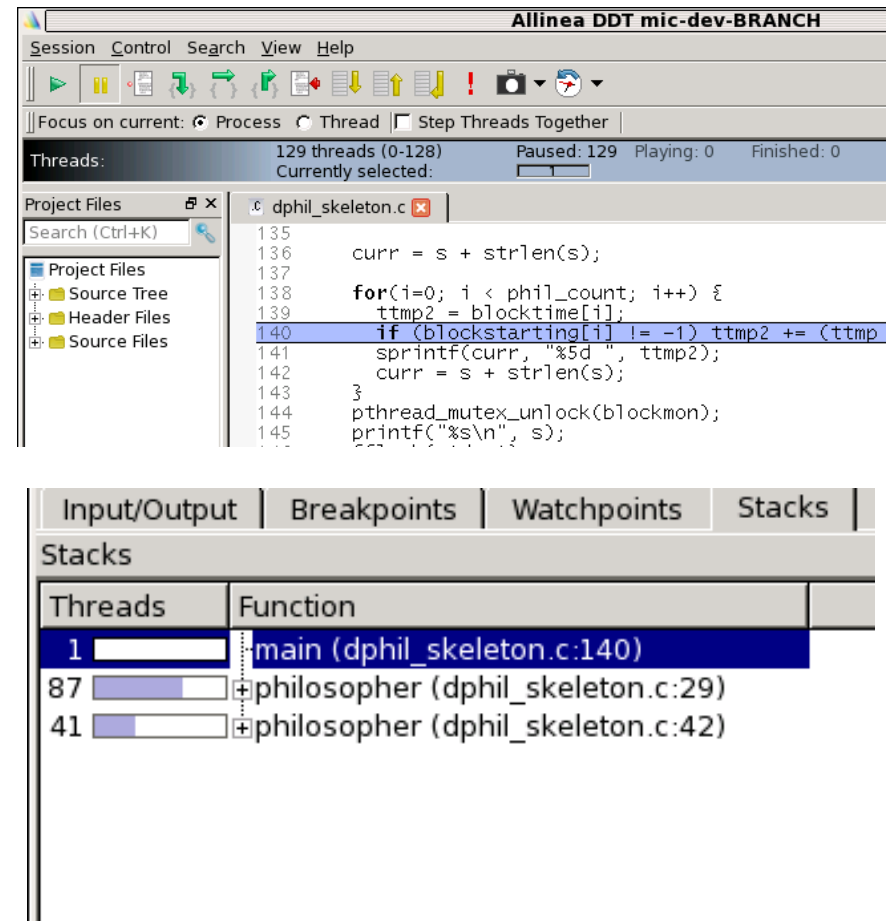 Allinea DDT mic-dev-BRANCH
Session Control Search View Help
Focus on current: Process Thread Step Threads Together
Threads: 129 threads (0-128) Paused: 129 Playing: 0 Finished: 0
Currently selected: 1
Project Files
dphil_skeleton.c
Search (Ctrl+K)
Project Files
Source Tree
Header Files
Source Files
135
136 curr = s + strlen(s);
137
138 for(i=0; i < phil_count; i++) {
139 ttmp2 = blocktime[i];
140 if (blockstarting[i] != -1) ttmp2 += (ttmp
141 sprintf(curr, "%5d ", ttmp2);
142 curr = s + strlen(s);
143 }
144 pthread_mutex_unlock(blockmon);
145 printf("%s\n", s);
Input/Output Breakpoints Watchpoints Stacks
Stacks
Threads Function
1 main (dphil_skeleton.c:140)
87 philosopher (dphil_skeleton.c:29)
41 philosopher (dphil_skeleton.c:42)